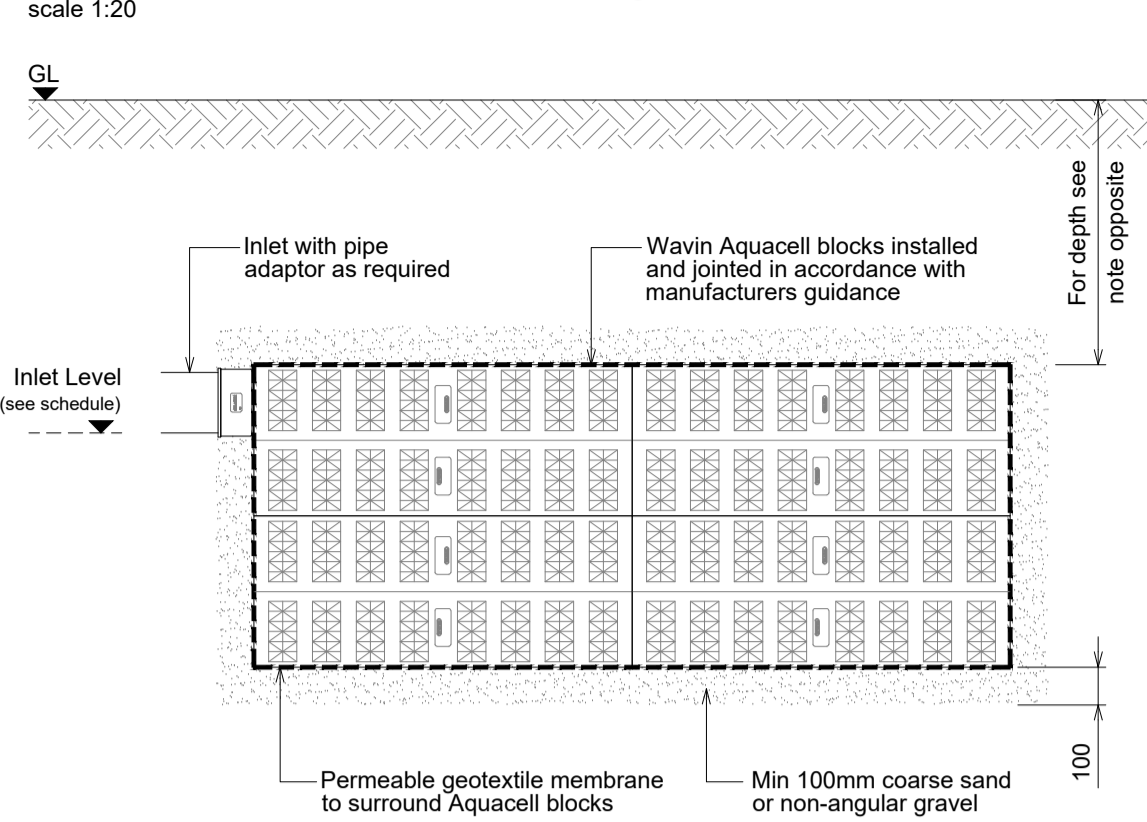 scale 1:20
GL
For depth see
note opposite
Inlet with pipe
adaptor as required
Wavin Aquacell blocks installed
and jointed in accordance with
manufacturers guidance
Inlet Level
(see schedule)
Permeable geotextile membrane
to surround Aquacell blocks
Min 100mm coarse sand
or non-angular gravel
100